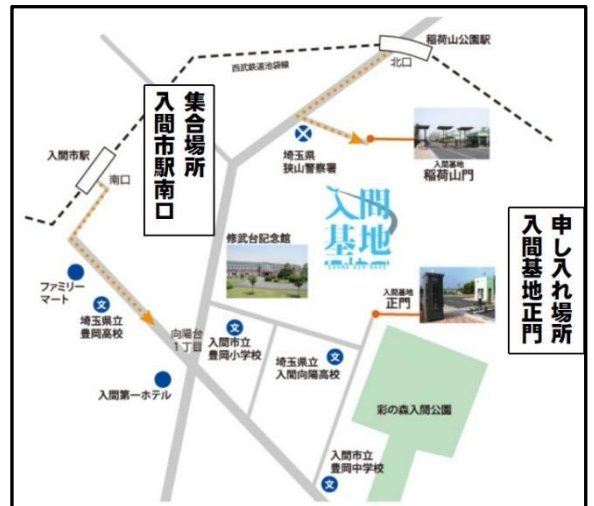 稲荷山公園駅
北口
西武鉄道池袋線
集合場所
入間市駅南口
入間市駅
南口
埼玉県
狭山警察署
入間基地
稲荷山門
入間
基地
IRUMA AIR BASE
修武台記念館
申し入れ場所
入間基地正門
入間基地
正門
ファミリー
マート
文
埼玉県立
豊岡高校
向陽台
1丁目
文
入間市立
豊岡小学校
文
埼玉県立
入間向陽高校
入間第一ホテル
彩の森入間公園
入間市立
豊岡中学校
文